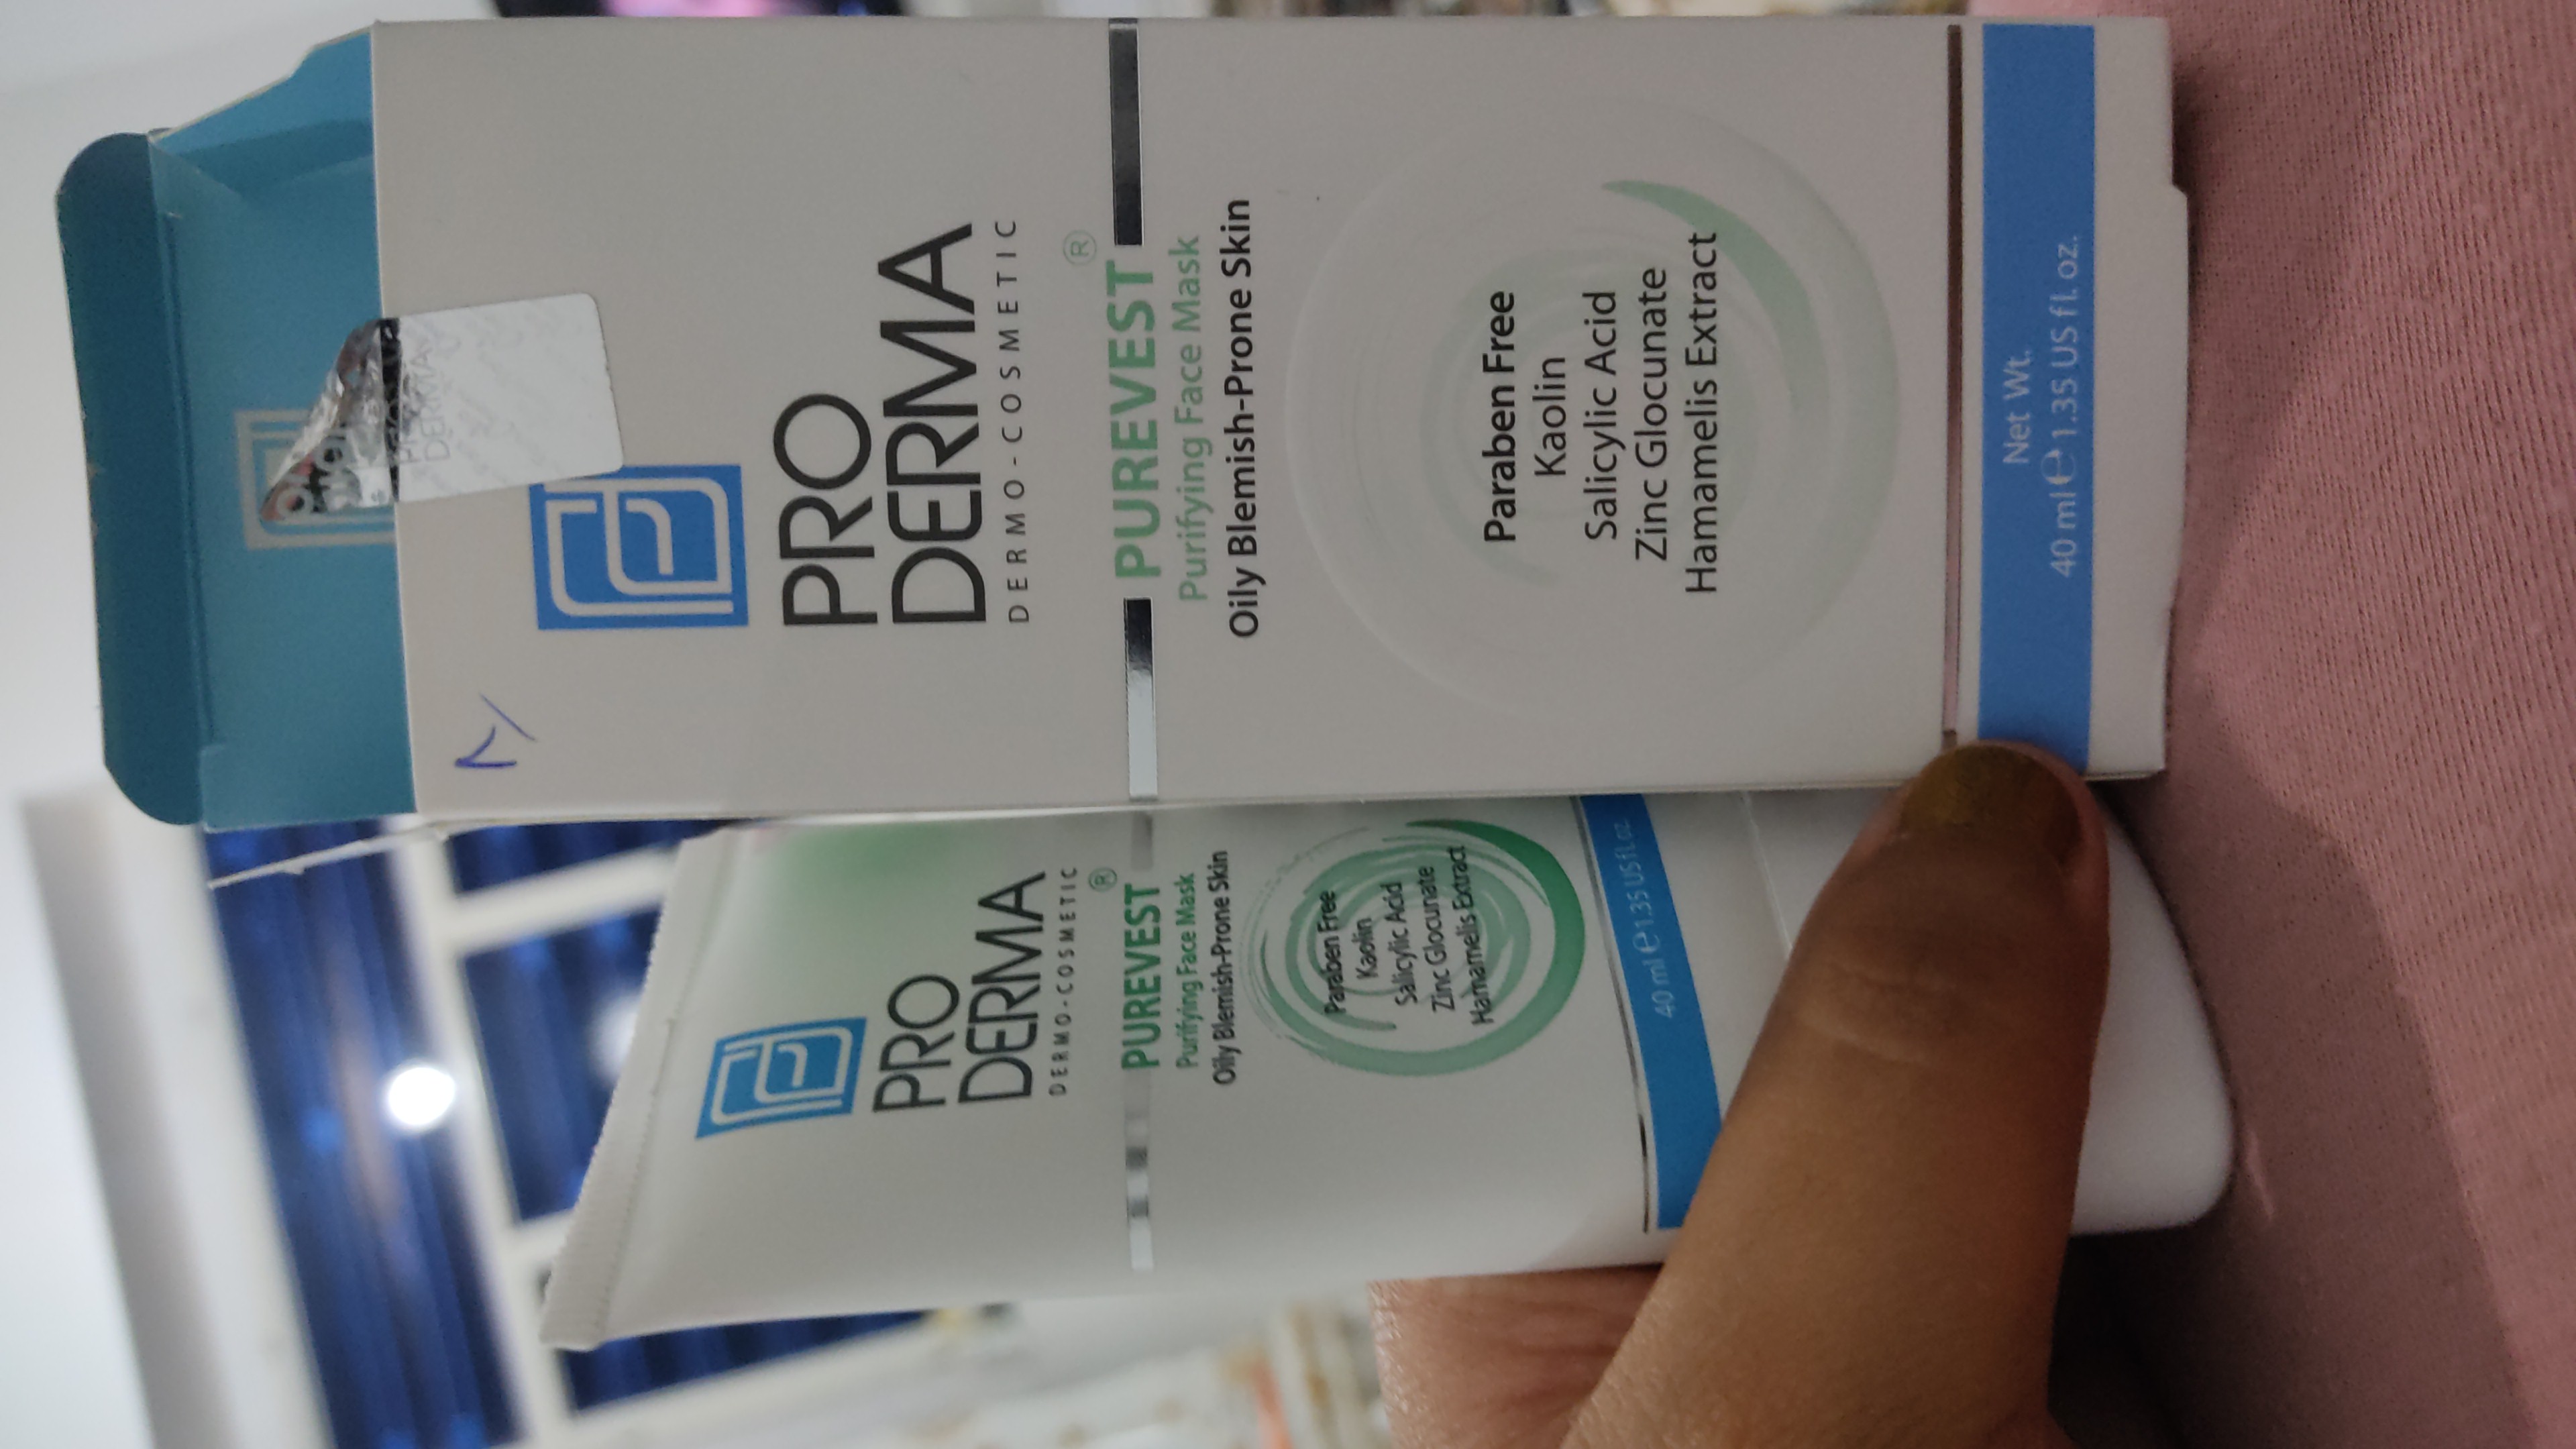 PRO
DERMA
DERMO-COSMETIC
PUREVEST ®
Purifying Face Mask
Oily Blemish-Prone Skin
Paraben Free
Kaolin
Salicylic Acid
Zinc Glocunate
Hamamelis Extract
Net Wt.
40 ml ℮ 1.35 US fl. oz.
PRO
DERMA
DERMO-COSMETIC
PUREVEST ®
Purifying Face Mask
Oily Blemish-Prone Skin
Paraben Free
Kaolin
Salicylic Acid
Zinc Glocunate
Hamamelis Extract
40 ml ℮ 1.35 US fl. oz.